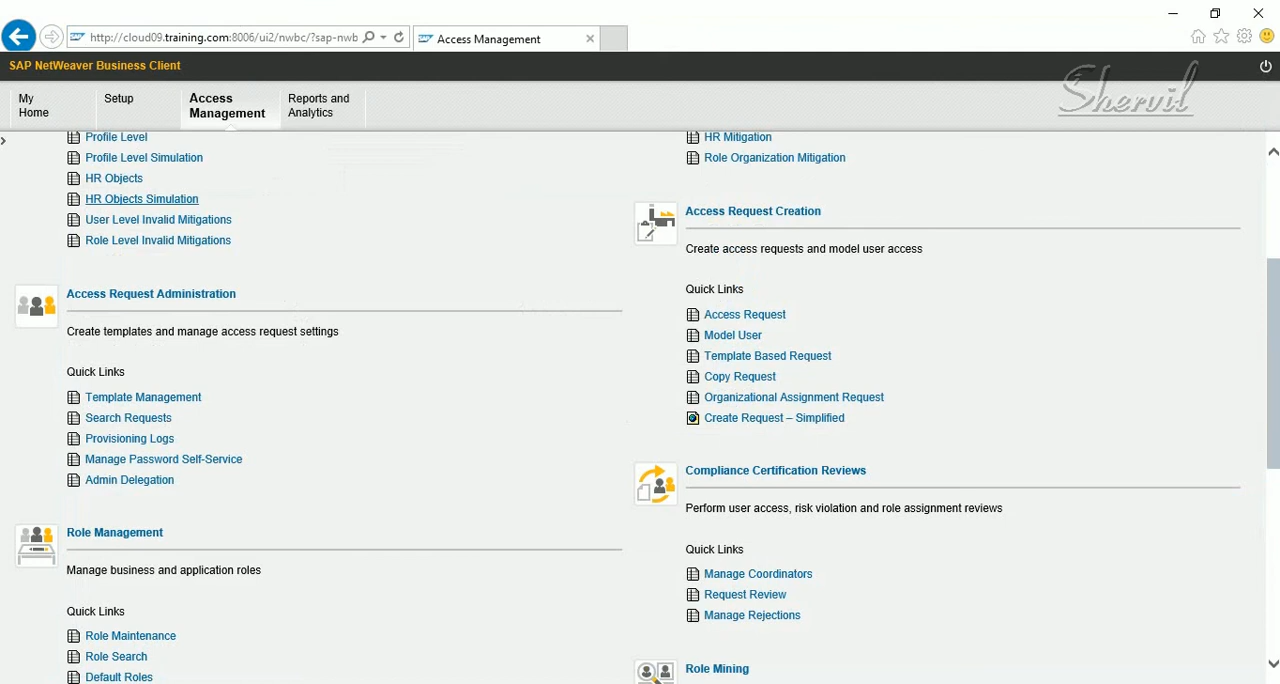 http://cloud09.training.com:8006/ui2/nwbc/?sap-nwb
Access Management
SAP NetWeaver Business Client
My Home
Setup
Access Management
Reports and Analytics
Shervil
Profile Level
Profile Level Simulation
HR Objects
HR Objects Simulation
User Level Invalid Mitigations
Role Level Invalid Mitigations
Access Request Administration
Create templates and manage access request settings
Quick Links
Template Management
Search Requests
Provisioning Logs
Manage Password Self-Service
Admin Delegation
Role Management
Manage business and application roles
Quick Links
Role Maintenance
Role Search
Default Roles
HR Mitigation
Role Organization Mitigation
Access Request Creation
Create access requests and model user access
Quick Links
Access Request
Model User
Template Based Request
Copy Request
Organizational Assignment Request
Create Request – Simplified
Compliance Certification Reviews
Perform user access, risk violation and role assignment reviews
Quick Links
Manage Coordinators
Request Review
Manage Rejections
Role Mining